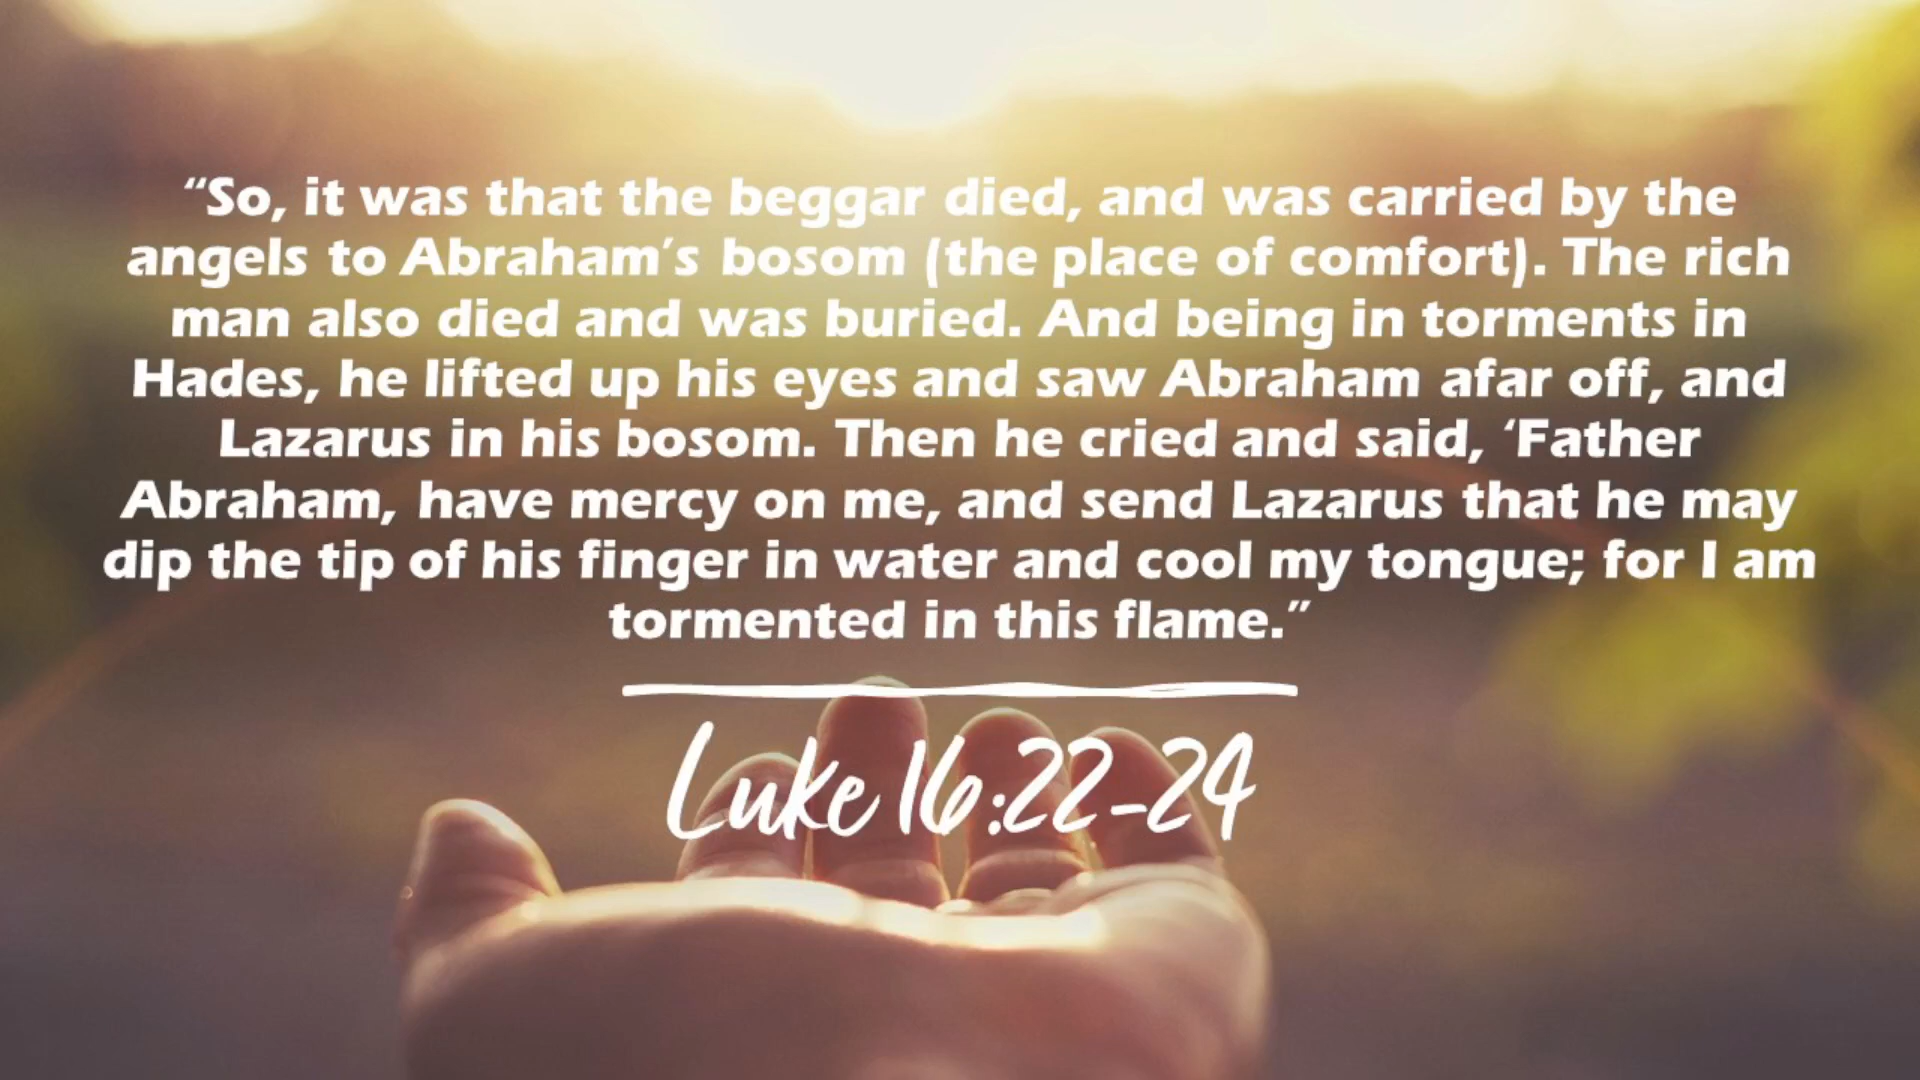 “So, it was that the beggar died, and was carried by the
angels to Abraham’s bosom (the place of comfort). The rich
man also died and was buried. And being in torments in
Hades, he lifted up his eyes and saw Abraham afar off, and
Lazarus in his bosom. Then he cried and said, ‘Father
Abraham, have mercy on me, and send Lazarus that he may
dip the tip of his finger in water and cool my tongue; for I am
tormented in this flame.”
Luke 16:22-24